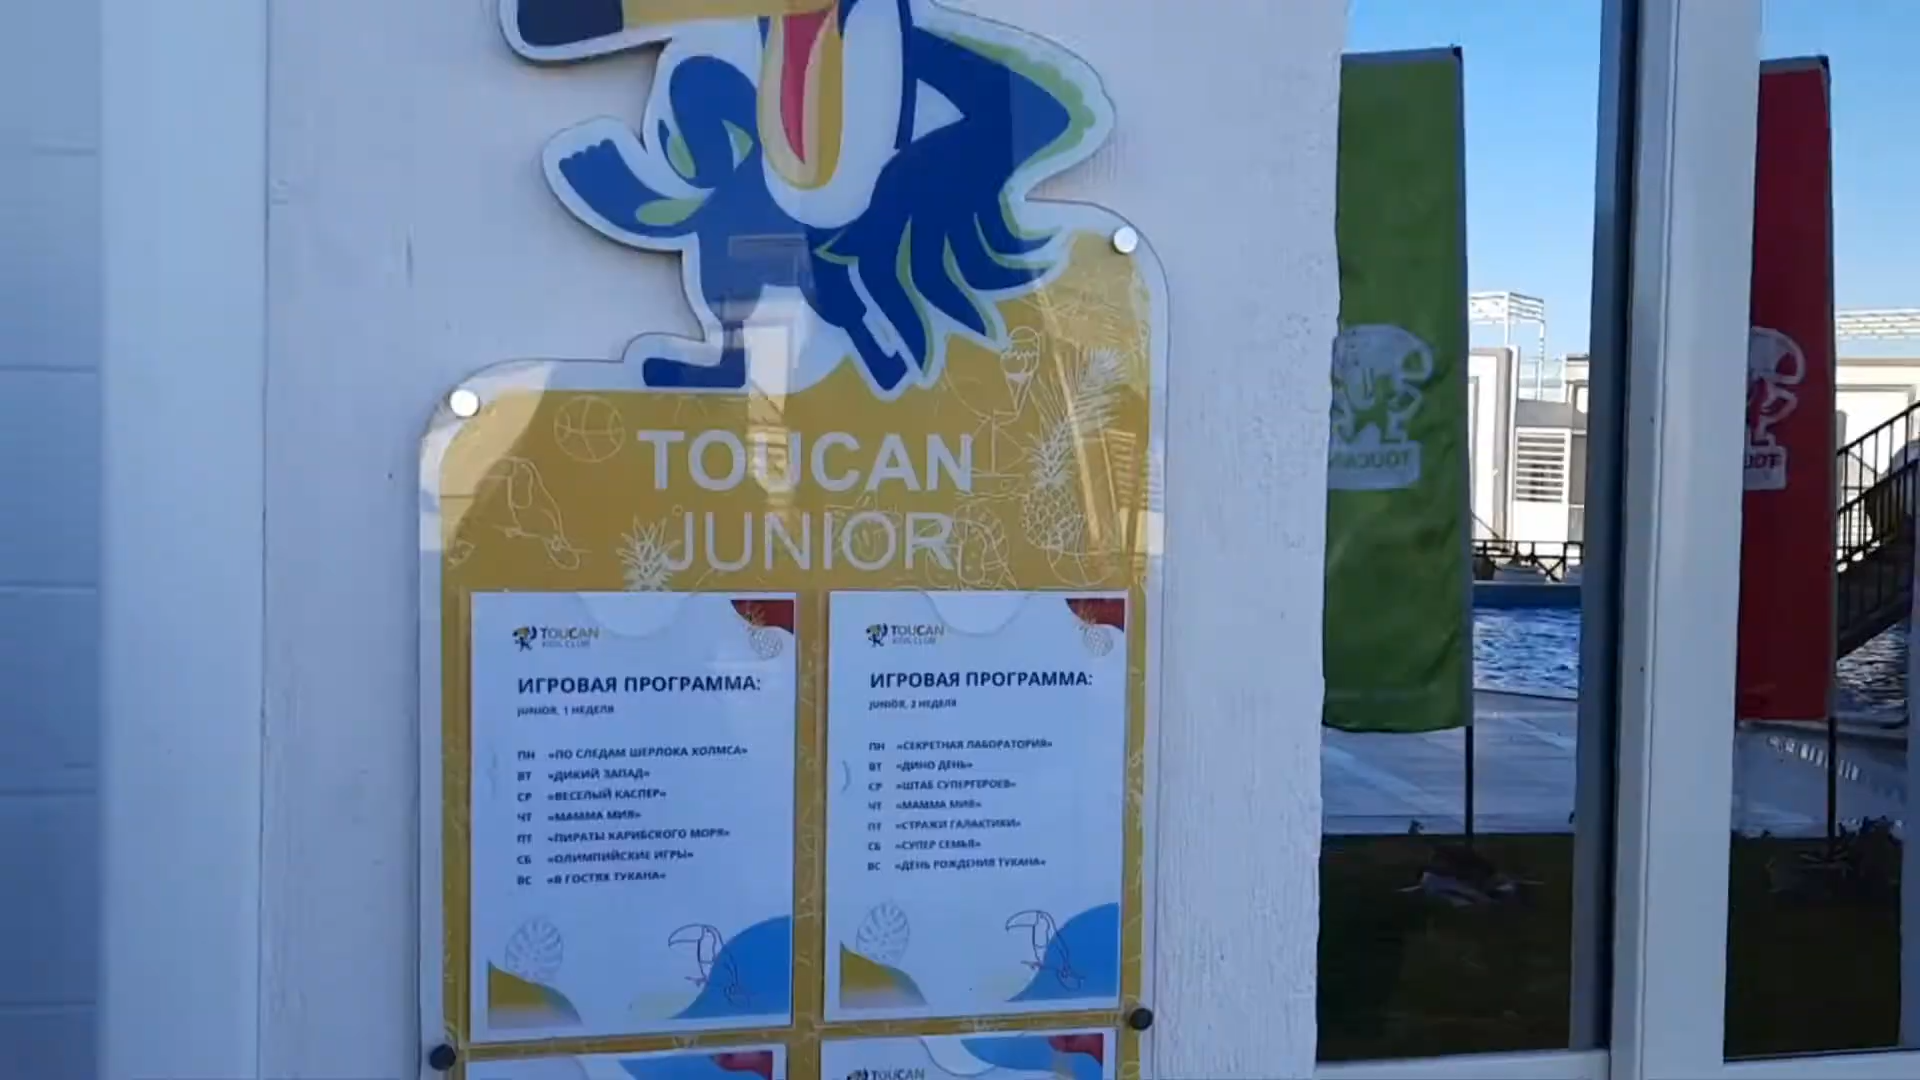 TOUCAN
JUNIOR
TOUCAN
KIDS CLUB
ИГРОВАЯ ПРОГРАММА:
JUNIOR, 1 НЕДЕЛЯ
ПН «ПО СЛЕДАМ ШЕРЛОКА ХОЛМСА»
ВТ «ДИКИЙ ЗАПАД»
СР «ВЕСЕЛЫЙ КАСПЕР»
ЧТ «МАММА МИЯ»
ПТ «ПИРАТЫ КАРИБСКОГО МОРЯ»
СБ «ОЛИМПИЙСКИЕ ИГРЫ»
ВС «В ГОСТЯХ ТУКАНА»
TOUCAN
KIDS CLUB
ИГРОВАЯ ПРОГРАММА:
JUNIOR, 2 НЕДЕЛЯ
ПН «СЕКРЕТНАЯ ЛАБОРАТОРИЯ»
ВТ «ДИНО ДЕНЬ»
СР «ШТАБ СУПЕРГЕРОЕВ»
ЧТ «МАММА МИЯ»
ПТ «СТРАЖИ ГАЛАКТИКИ»
СБ «СУПЕР СЕМЬЯ»
ВС «ДЕНЬ РОЖДЕНИЯ ТУКАНА»
TOUCAN
TOUCAN